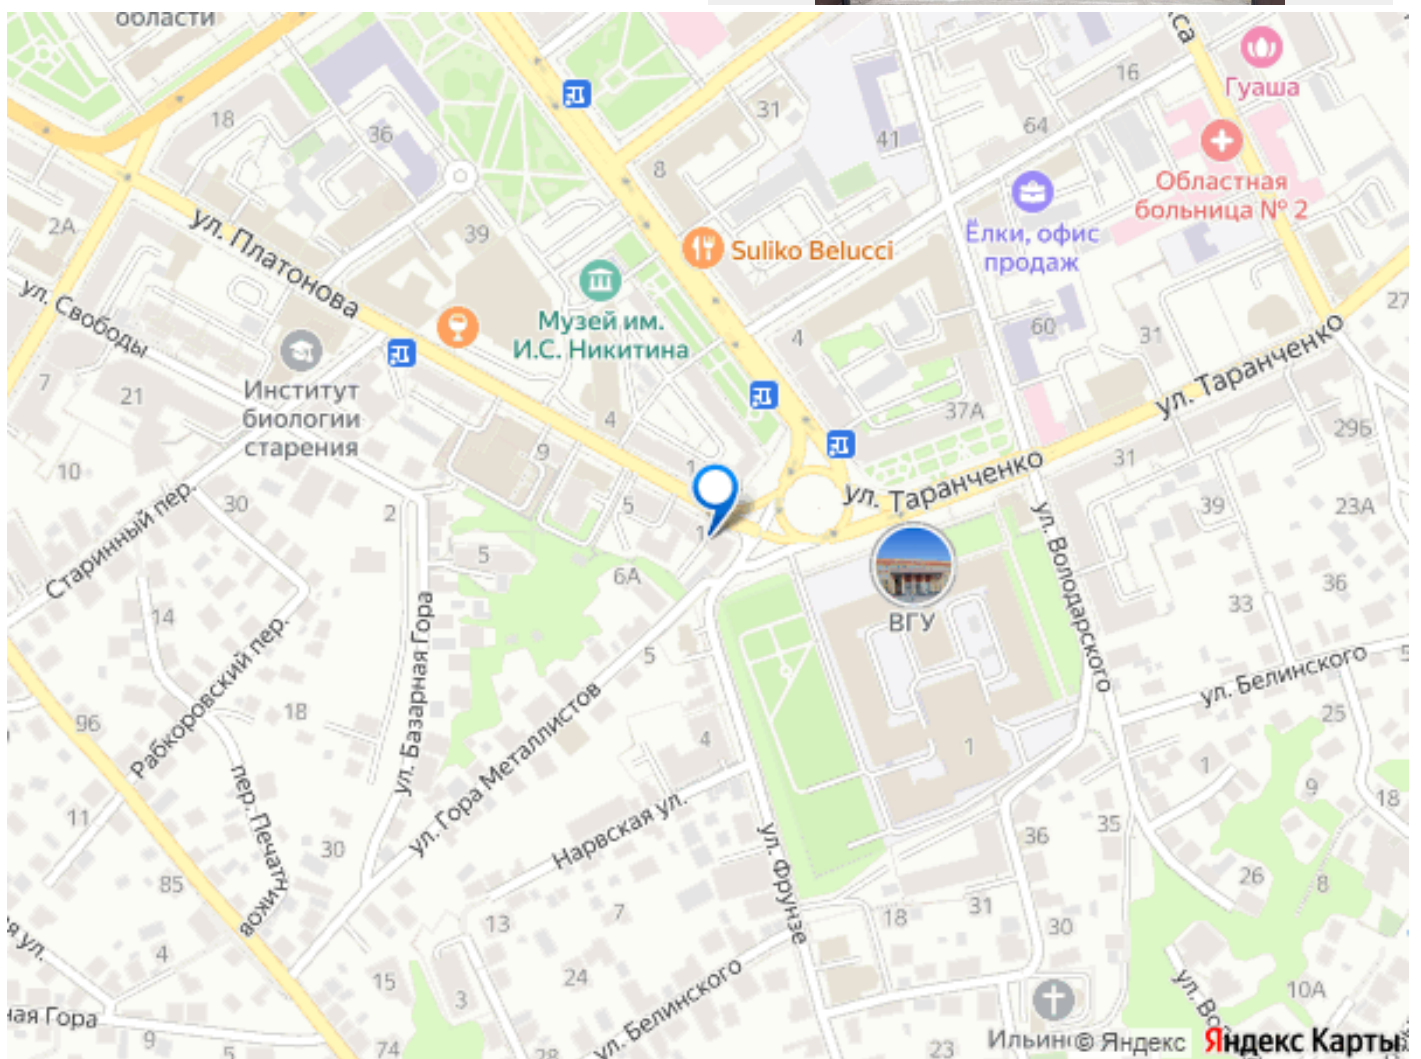 области
18
36
31
41
16
64
8
Гуаша
Областная
больница № 2
2А
ул. Платонова
39
Suliko Belucci
Ёлки, офис
продаж
ул. Свободы
Музей им.
И.С. Никитина
4
60
31
27
7
21
Институт
биологии
старения
4
37А
ул. Таранченко
29Б
10
9
1
31
ул. Таранченко
Старинный пер.
30
2
5
1
39
23А
5
6А
ВГУ
ул. Володарского
36
33
14
ул. Базарная Гора
5
ул. Белинского
5
Рабкоровский пер.
18
96
ул. Гора Металлистов
4
1
25
1
9
18
пер. Печатников
11
30
Нарвская ул.
ул. Фрунзе
36
35
85
26
8
13
7
18
31
30
4
15
3
24
ул. Белинского
10А
ная Гора
9
5
74
28
23
© Яндекс
Яндекс Карты